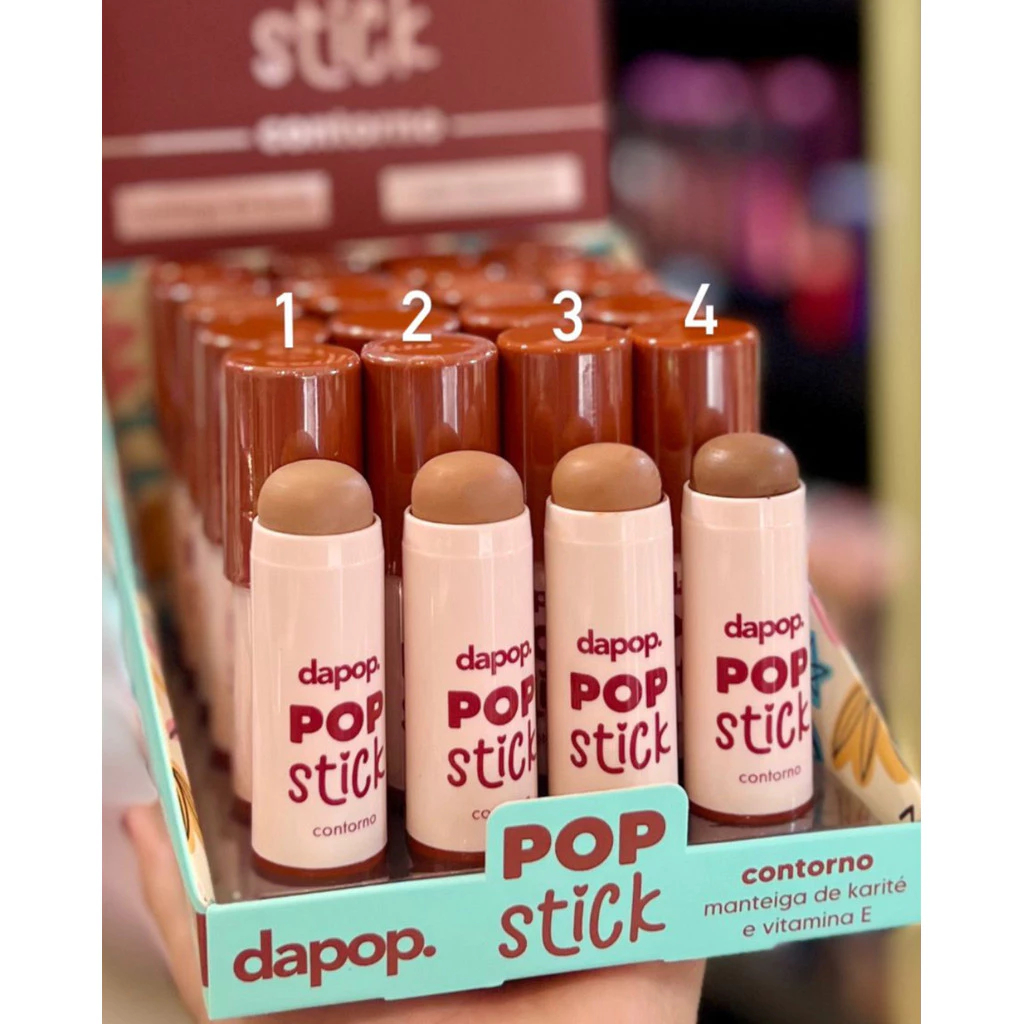 stick
contorno
1 2 3 4
dapop.
POP
stick
contorno
dapop.
POP
stick
dapop.
POP
stick
dapop.
POP
stick
contorno
dapop.
POP
stick
contorno
manteiga de karité
e vitamina E